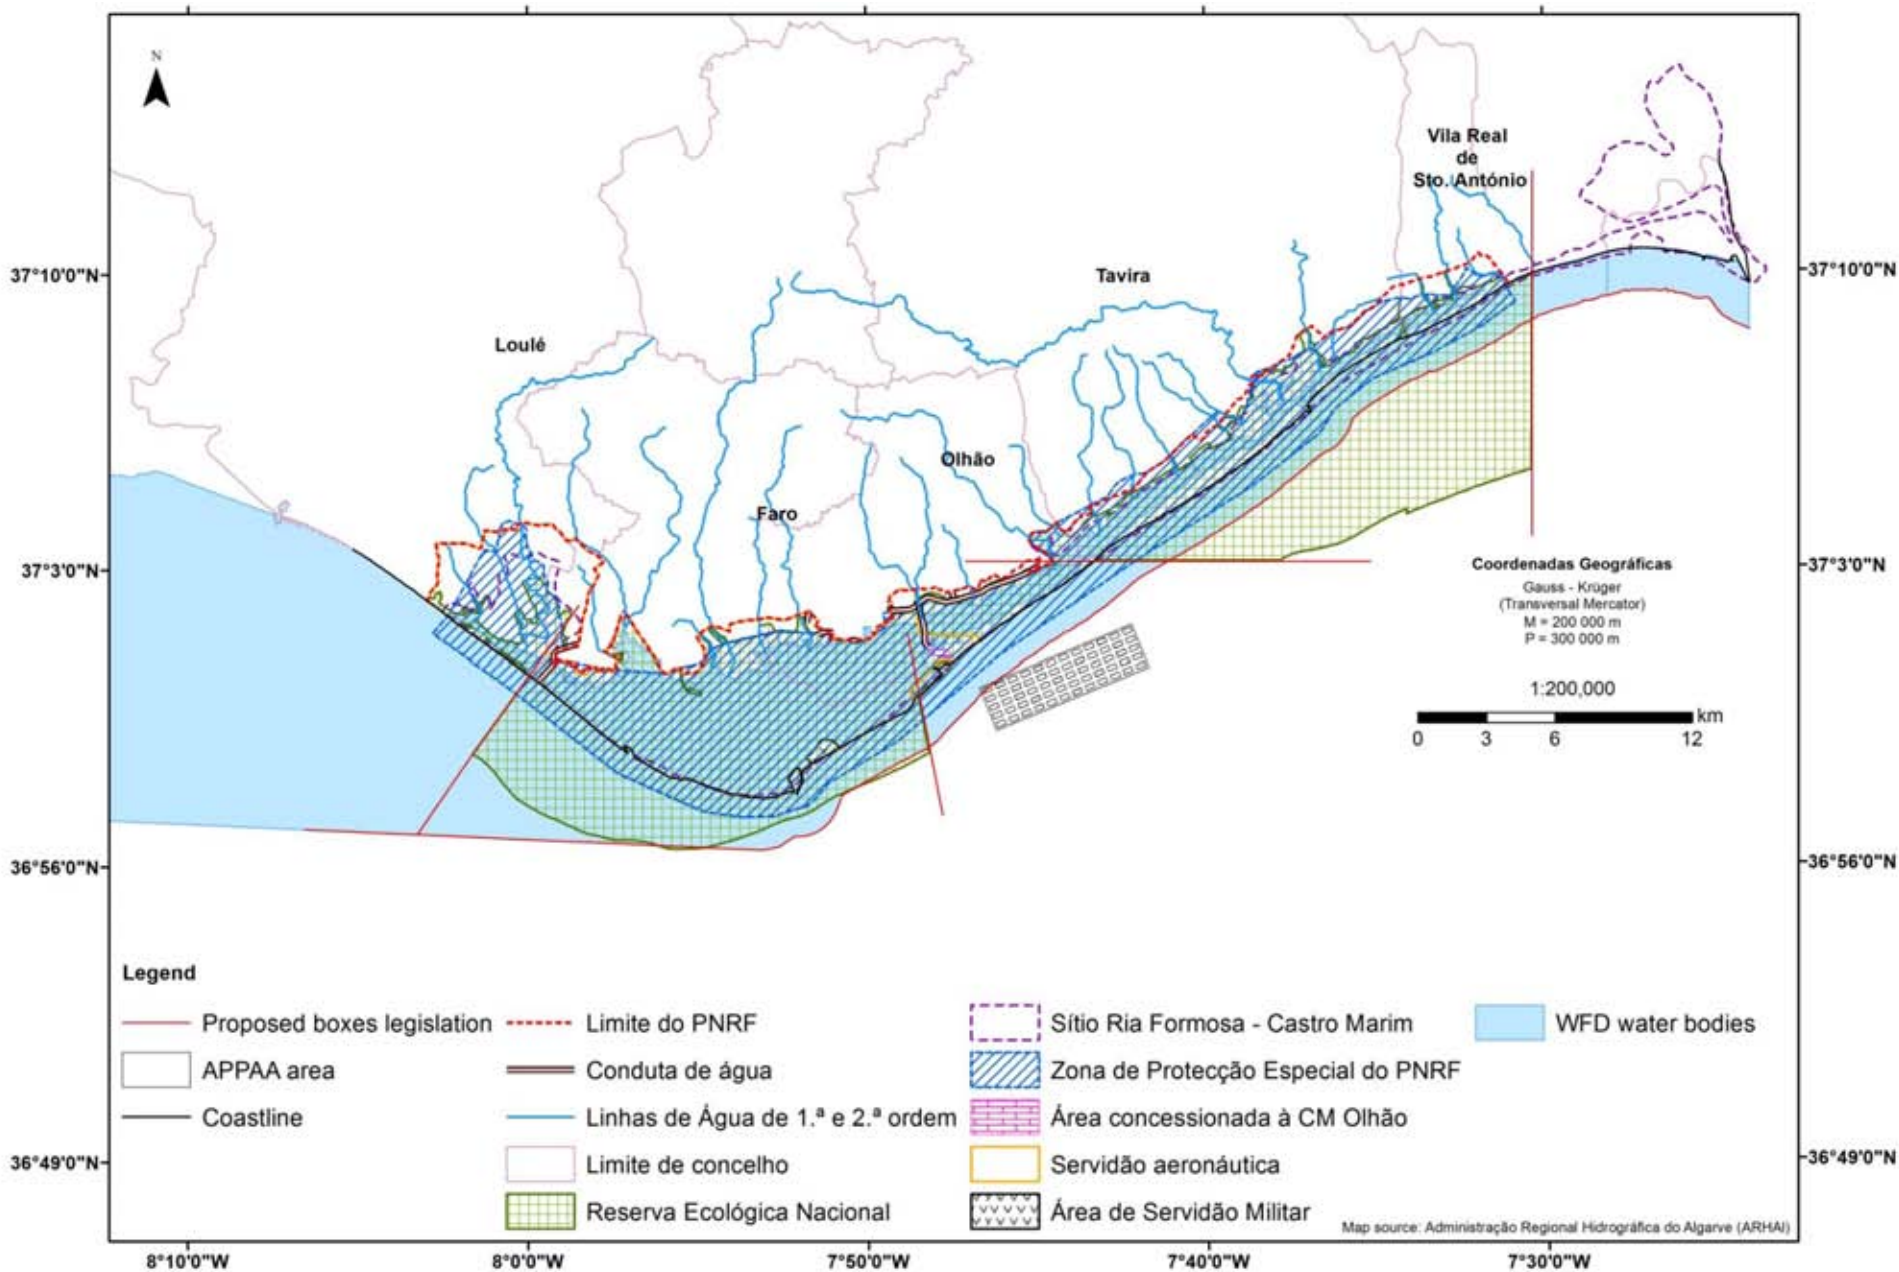 N
Vila Real
de
Sto. António
37°10'0"N
37°10'0"N
Tavira
Loulé
Olhão
Faro
37°3'0"N
37°3'0"N
Coordenadas Geográficas
Gauss - Krüger
(Transversal Mercator)
M = 200 000 m
P = 300 000 m
1:200,000
km
0 3 6 12
36°56'0"N
36°56'0"N
Legend
Proposed boxes legislation
APPAA area
Coastline
Limite do PNRF
Conduta de água
Linhas de Água de 1.ª e 2.ª ordem
Limite de concelho
Reserva Ecológica Nacional
Sítio Ria Formosa - Castro Marim
Zona de Protecção Especial do PNRF
Área concessionada à CM Olhão
Servidão aeronáutica
Área de Servidão Militar
WFD water bodies
36°49'0"N
36°49'0"N
Map source: Administração Regional Hidrográfica do Algarve (ARHAl)
8°10'0"W 8°0'0"W 7°50'0"W 7°40'0"W 7°30'0"W